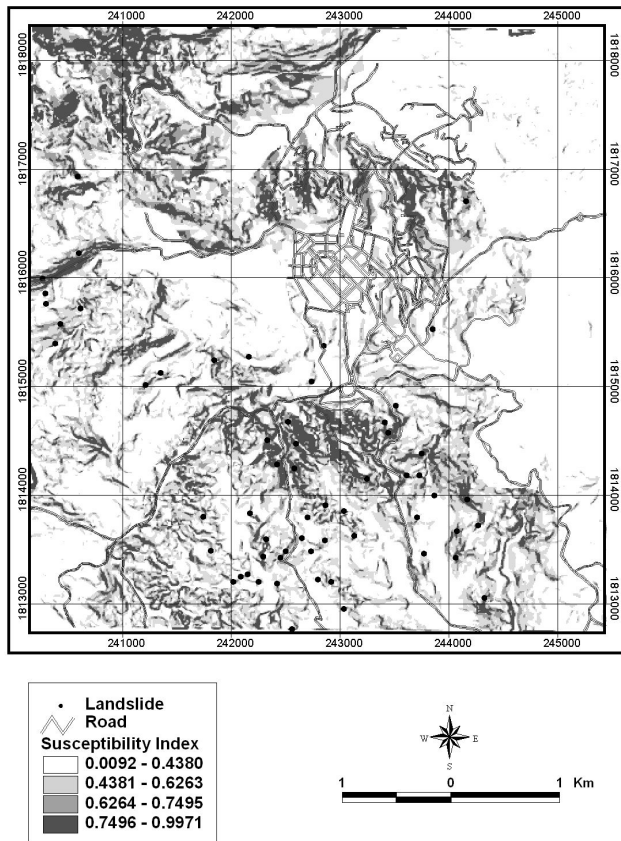 241000 242000 243000 244000 245000
1818000 1818000
1817000 1817000
1816000 1816000
1815000 1815000
1814000 1814000
1813000 1813000
241000 242000 243000 244000 245000
Landslide
Road
Susceptibility Index
0.0092 - 0.4380
0.4381 - 0.6263
0.6264 - 0.7495
0.7496 - 0.9971
N
W E
S
1 0 1 Km